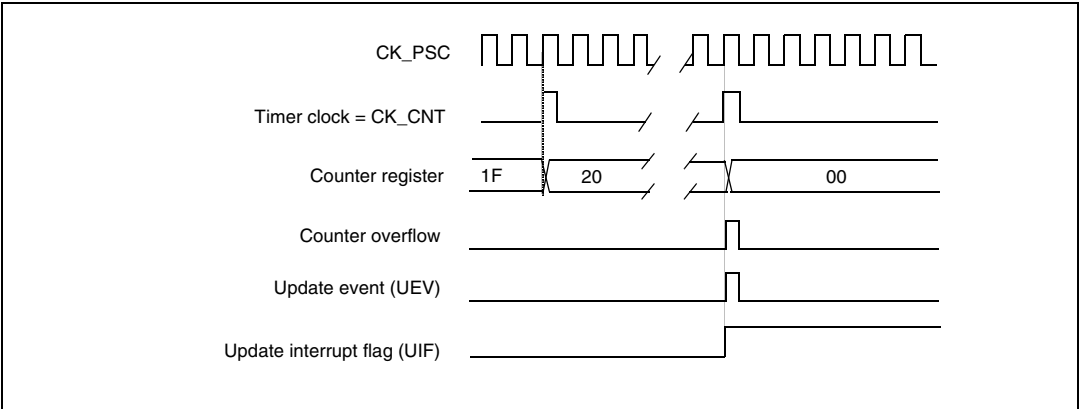 CK_PSC
Timer clock = CK_CNT
Counter register 1F 20 00
Counter overflow
Update event (UEV)
Update interrupt flag (UIF)